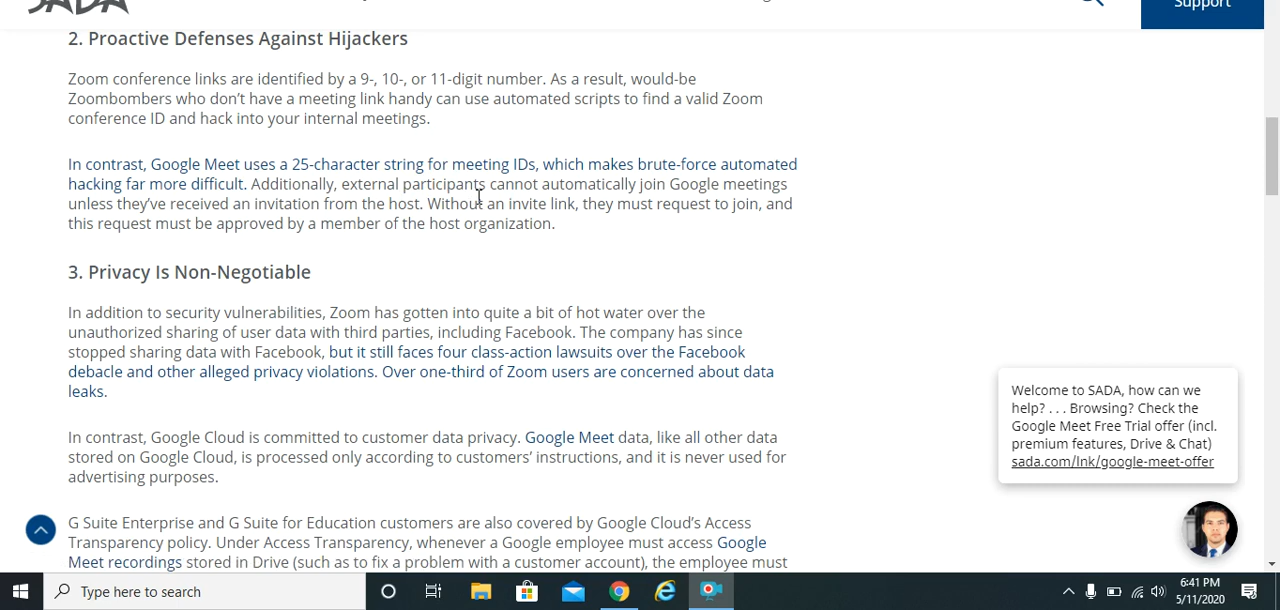 SADA
Support
2. Proactive Defenses Against Hijackers
Zoom conference links are identified by a 9-, 10-, or 11-digit number. As a result, would-be
Zoombombers who don't have a meeting link handy can use automated scripts to find a valid Zoom
conference ID and hack into your internal meetings.
In contrast, Google Meet uses a 25-character string for meeting IDs, which makes brute-force automated
hacking far more difficult. Additionally, external participants cannot automatically join Google meetings
unless they've received an invitation from the host. Without an invite link, they must request to join, and
this request must be approved by a member of the host organization.
3. Privacy Is Non-Negotiable
In addition to security vulnerabilities, Zoom has gotten into quite a bit of hot water over the
unauthorized sharing of user data with third parties, including Facebook. The company has since
stopped sharing data with Facebook, but it still faces four class-action lawsuits over the Facebook
debacle and other alleged privacy violations. Over one-third of Zoom users are concerned about data
leaks.
In contrast, Google Cloud is committed to customer data privacy. Google Meet data, like all other data
stored on Google Cloud, is processed only according to customers' instructions, and it is never used for
advertising purposes.
G Suite Enterprise and G Suite for Education customers are also covered by Google Cloud's Access
Transparency policy. Under Access Transparency, whenever a Google employee must access Google
Meet recordings stored in Drive (such as to fix a problem with a customer account), the employee must
Welcome to SADA, how can we
help? . . . Browsing? Check the
Google Meet Free Trial offer (incl.
premium features, Drive & Chat)
sada.com/lnk/google-meet-offer
Type here to search
6:41 PM
5/11/2020